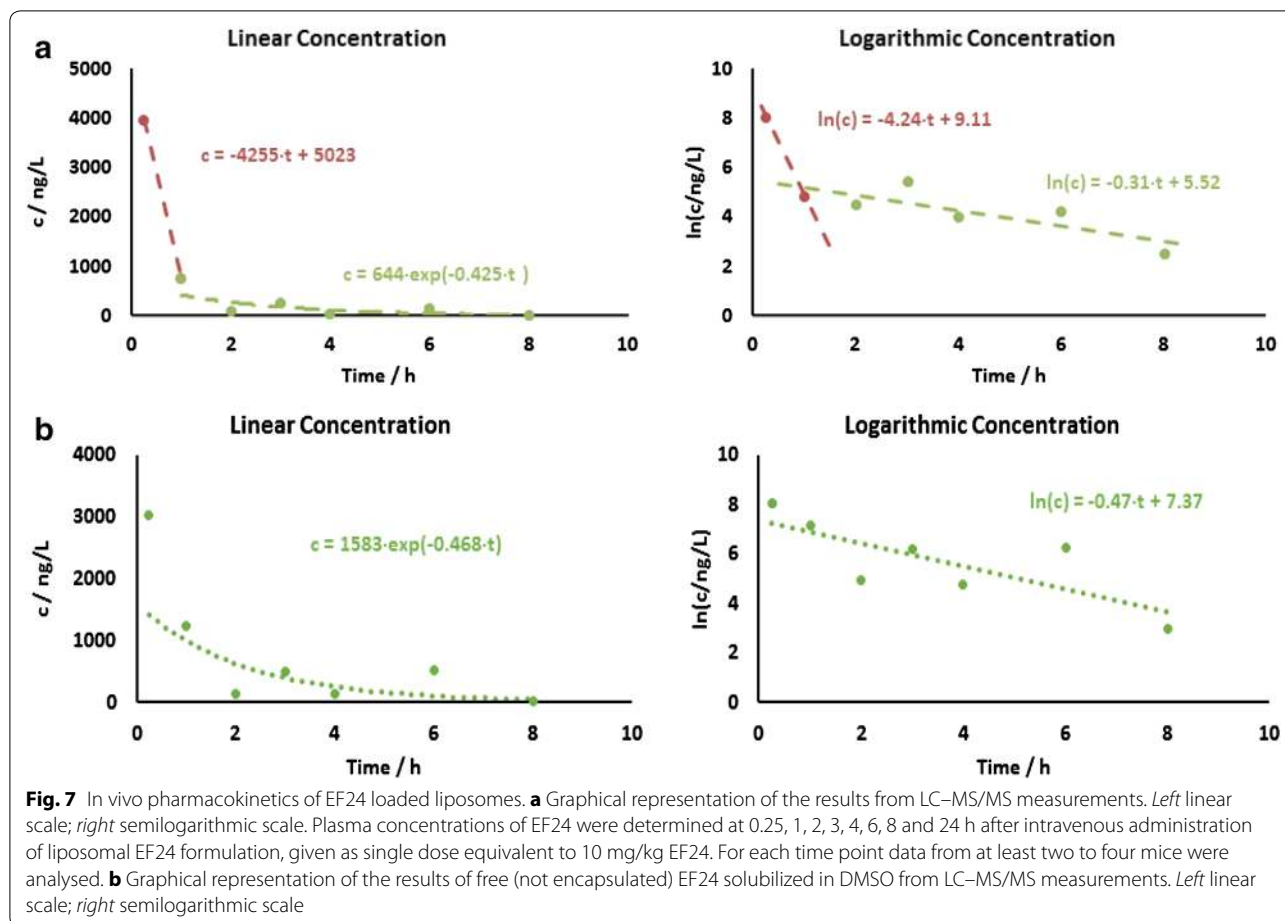 a
Linear Concentration
5000
4000
3000
2000
1000
0
c / ng/L
c = -4255·t + 5023
c = 644·exp(-0.425·t )
0 2 4 6 8 10
Time / h
Logarithmic Concentration
10
8
6
4
2
0
ln(c/ng/L)
ln(c) = -4.24·t + 9.11
ln(c) = -0.31·t + 5.52
0 2 4 6 8 10
Time / h
b
Linear Concentration
4000
3000
2000
1000
0
c / ng/L
c = 1583·exp(-0.468·t)
0 2 4 6 8 10
Time / h
Logarithmic Concentration
10
8
6
4
2
0
ln(c/ng/L)
ln(c) = -0.47·t + 7.37
0 2 4 6 8 10
Time / h
Fig. 7 In vivo pharmacokinetics of EF24 loaded liposomes. a Graphical representation of the results from LC–MS/MS measurements. Left linear
scale; right semilogarithmic scale. Plasma concentrations of EF24 were determined at 0.25, 1, 2, 3, 4, 6, 8 and 24 h after intravenous administration
of liposomal EF24 formulation, given as single dose equivalent to 10 mg/kg EF24. For each time point data from at least two to four mice were
analysed. b Graphical representation of the results of free (not encapsulated) EF24 solubilized in DMSO from LC–MS/MS measurements. Left linear
scale; right semilogarithmic scale